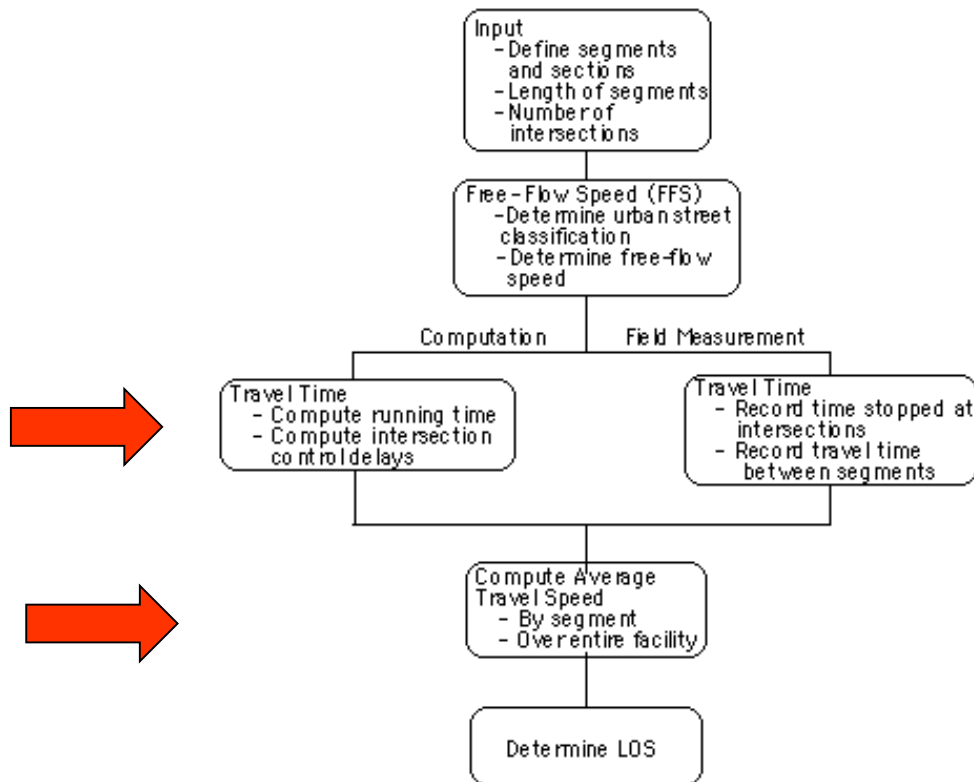 Input
- Define segments
and sections
- Length of segments
- Number of
intersections
Free-Flow Speed (FFS)
- Determine urban street
classification
- Determine free-flow
speed
Computation
Field Measurement
Travel Time
- Compute running time
- Compute intersection
control delays
Travel Time
- Record time stopped at
intersections
- Record travel time
between segments
Compute Average
Travel Speed
- By segment
- Over entire facility
Determine LOS